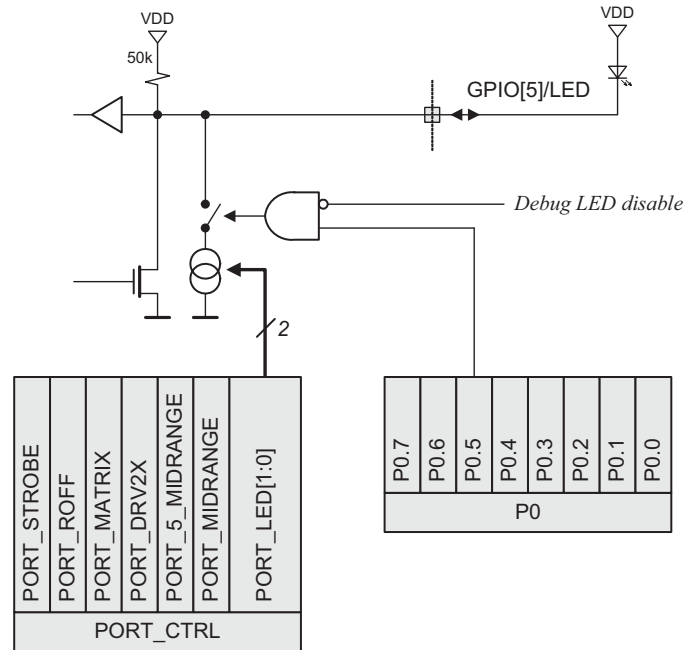 VDD
VDD
50k
GPIO[5]/LED
Debug LED disable
2
PORT_STROBE
PORT_ROFF
PORT_MATRIX
PORT_DRV2X
PORT_5_MIDRANGE
PORT_MIDRANGE
PORT_LED[1:0]
PORT_CTRL
P0.7
P0.6
P0.5
P0.4
P0.3
P0.2
P0.1
P0.0
P0